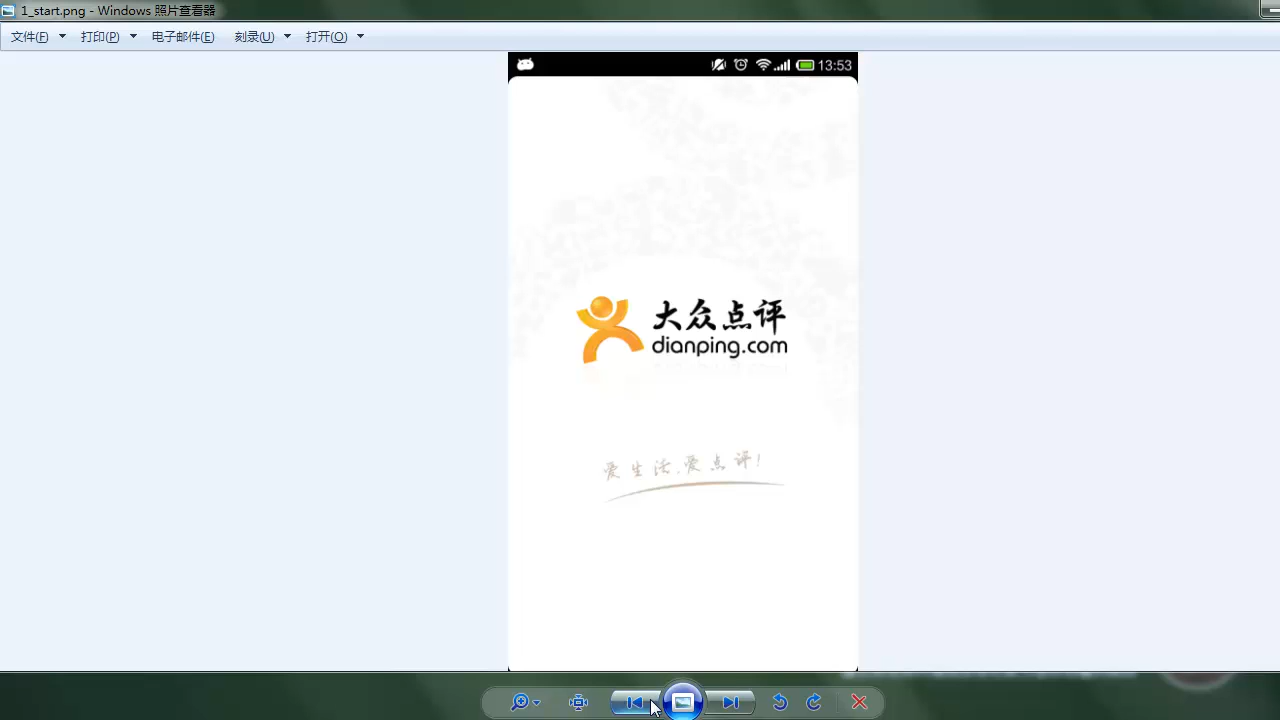 1_start.png - Windows 照片查看器
文件(F) 打印(P) 电子邮件(E) 刻录(U) 打开(O)
13:53
大众点评
dianping.com
爱生活,爱点评!